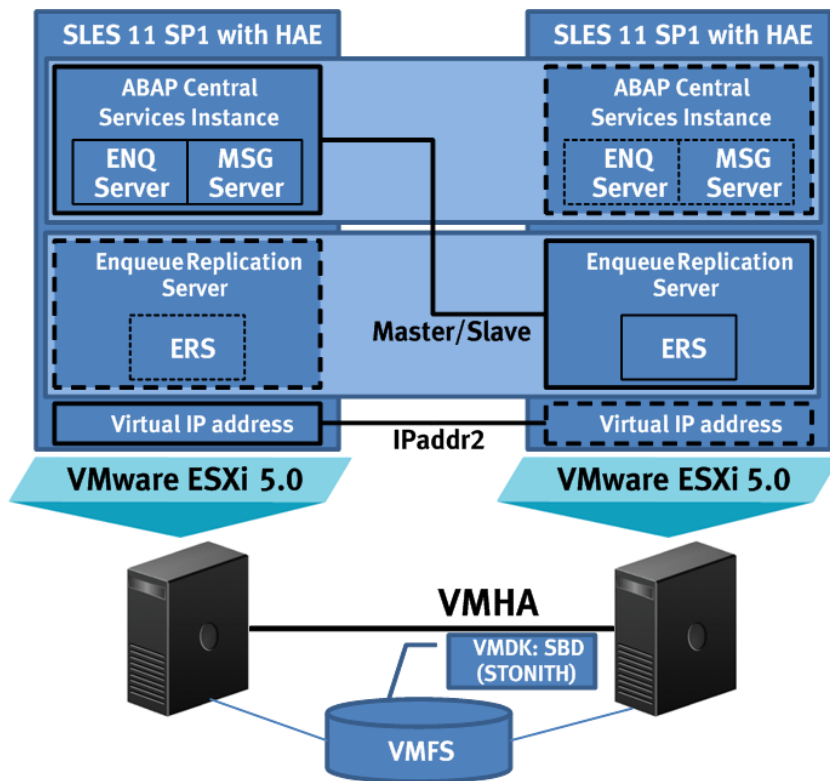 SLES 11 SP1 with HAE
SLES 11 SP1 with HAE
ABAP Central
Services Instance
ENQ
Server
MSG
Server
ABAP Central
Services Instance
ENQ
Server
MSG
Server
Enqueue Replication
Server
ERS
Master/Slave
Enqueue Replication
Server
ERS
Virtual IP address
IPaddr2
Virtual IP address
VMware ESXi 5.0
VMware ESXi 5.0
VMHA
VMDK: SBD
(STONITH)
VMFS